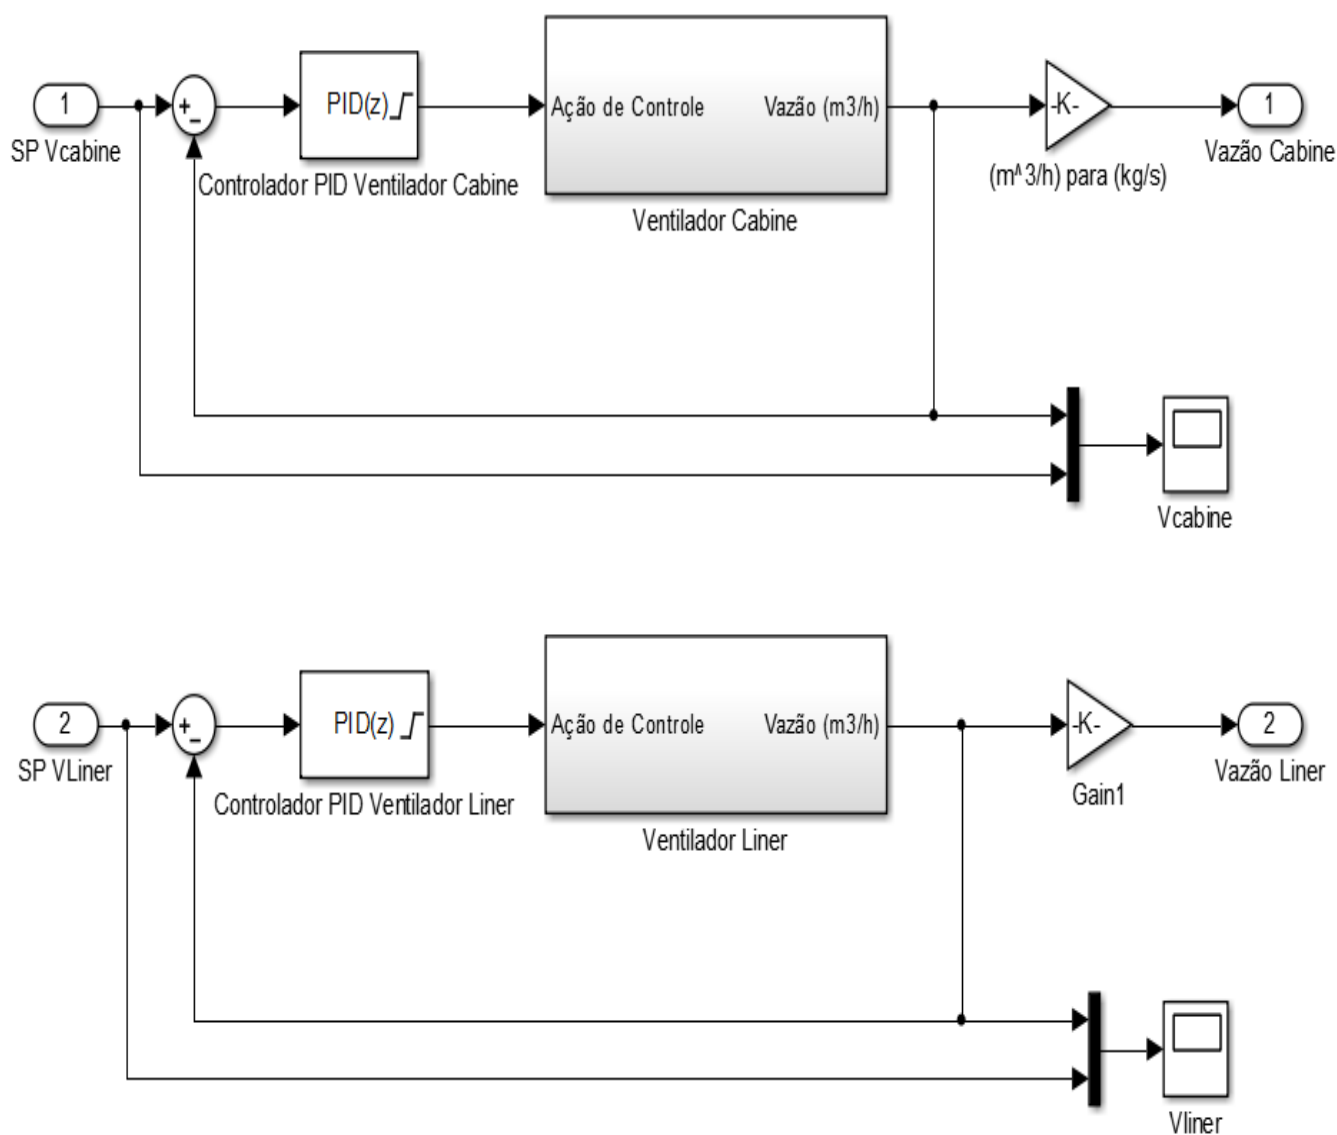 1
SP Vcabine
+
–
PID(z)
Controlador PID Ventilador Cabine
Ação de Controle
Vazão (m3/h)
Ventilador Cabine
-K-
(m^3/h) para (kg/s)
1
Vazão Cabine
Vcabine
2
SP VLiner
+
–
PID(z)
Controlador PID Ventilador Liner
Ação de Controle
Vazão (m3/h)
Ventilador Liner
-K-
Gain1
2
Vazão Liner
Vliner